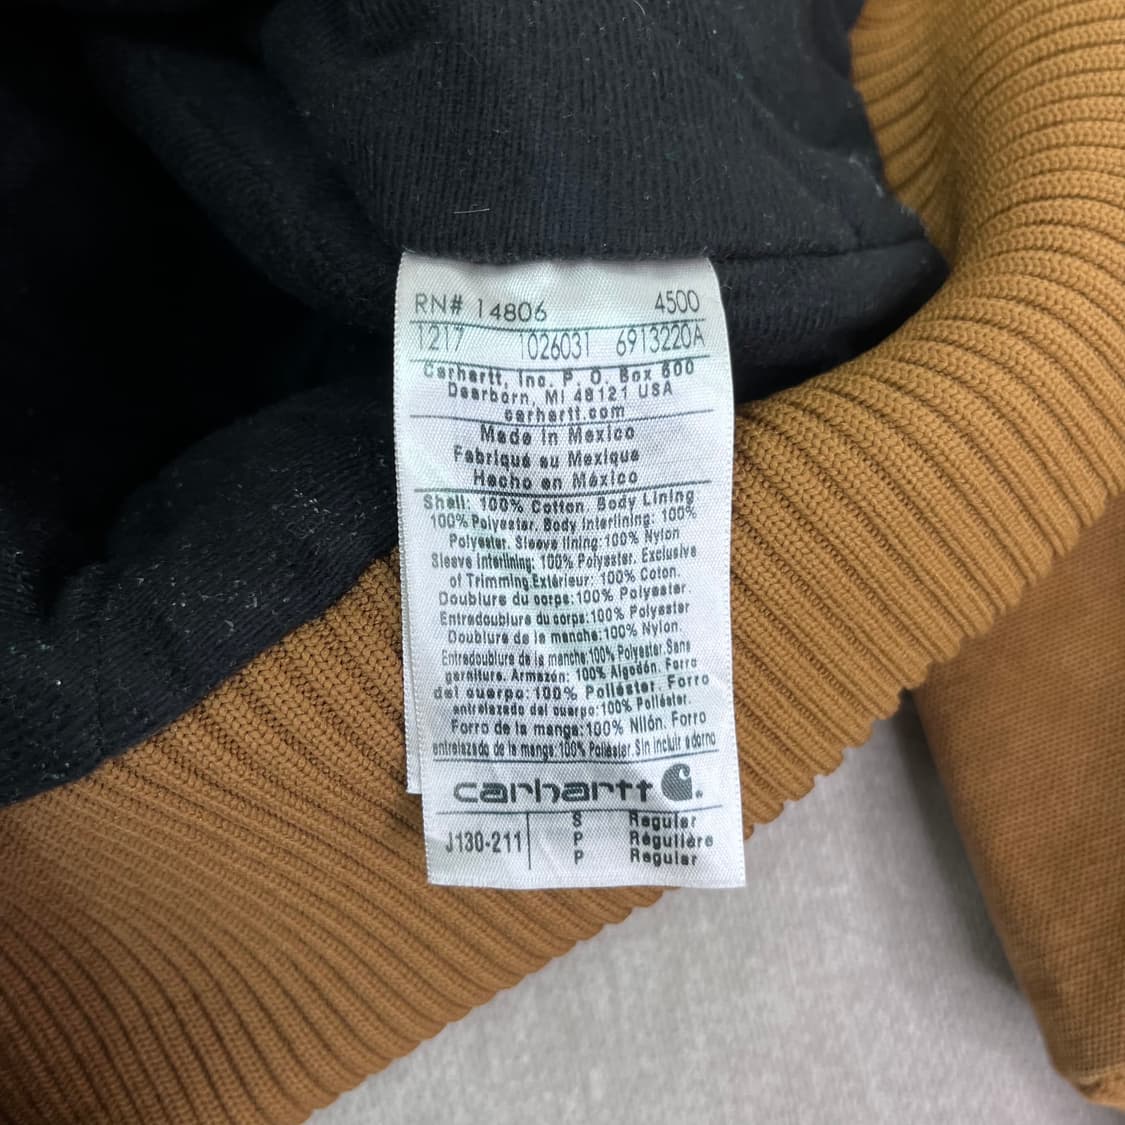 RN# 14806 4500
1217 1026031 6913220A
Carhartt, Inc. P. O. Box 600
Dearborn, MI 48121 USA
carhartt.com
Made in Mexico
Fabriqué au Mexique
Hecho en México
Shell: 100% Cotton. Body Lining
100% Polyester. Body Interlining: 100%
Polyester. Sleeve lining: 100% Nylon
Sleeve Interlining: 100% Polyester. Exclusive
of Trimming.Extérieur: 100% Coton.
Doublure du corps:100% Polyester.
Entredoublure du corps:100% Polyester
Doublure de la manche:100% Nylon.
Entredoublure de la manche:100% Polyester.Sans
garniture. Armazón: 100% Algodón. Forro
del cuerpo:100% Poliéster. Forro
entrelazado del cuerpo:100% Poliéster.
Forro de la manga:100% Nilón. Forro
entrelazado de la manga:100% Poliéster.Sin incluir adorno
carhartt
J130-211 S Regular
P Régulière
P Regular